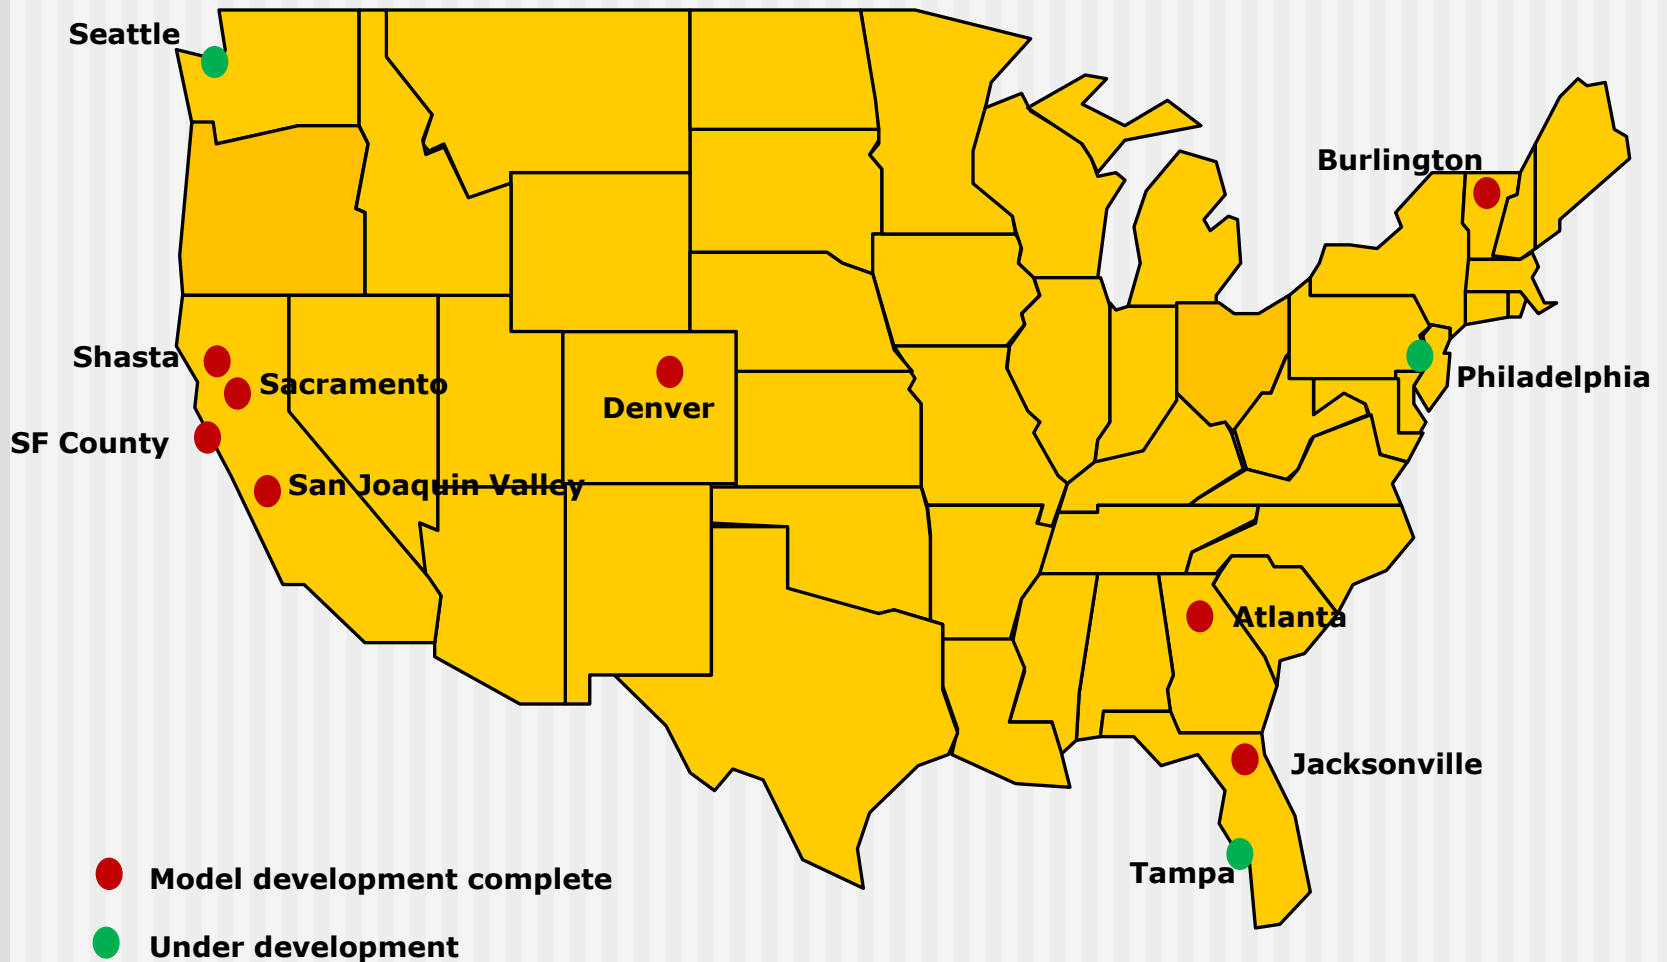 Seattle
Burlington
Shasta
Sacramento
Philadelphia
Denver
SF County
San Joaquin Valley
Atlanta
Jacksonville
Tampa
Model development complete
Under development